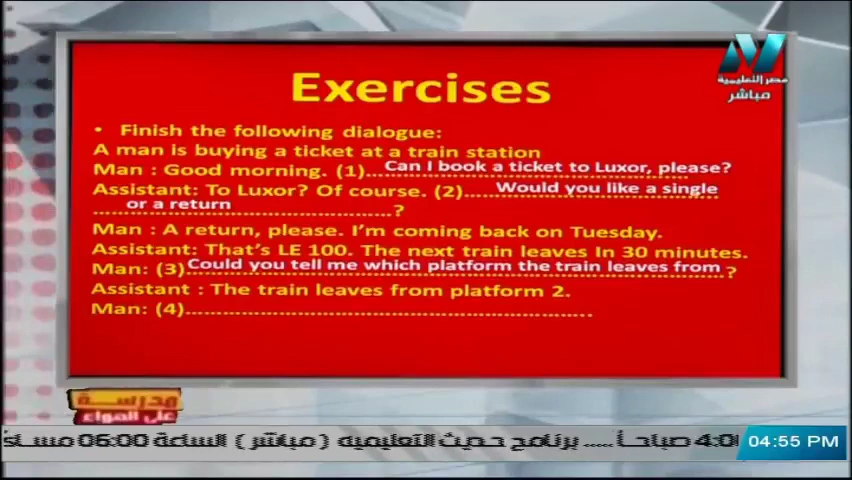 مصر التعليمية
مباشر
Exercises
• Finish the following dialogue:
A man is buying a ticket at a train station
Man : Good morning. (1)....Can I book a ticket to Luxor, please?
Assistant: To Luxor? Of course. (2)....Would you like a single
or a return
..................................................?
Man : A return, please. I'm coming back on Tuesday.
Assistant: That's LE 100. The next train leaves In 30 minutes.
Man: (3) Could you tell me which platform the train leaves from ?
Assistant : The train leaves from platform 2.
Man: (4)....................................................................
مدرسة
على الهواء
4:0 صباحاً ..... برنامج حديث التعليميه ( مباشر ) الساعة 06:00
04:55 PM